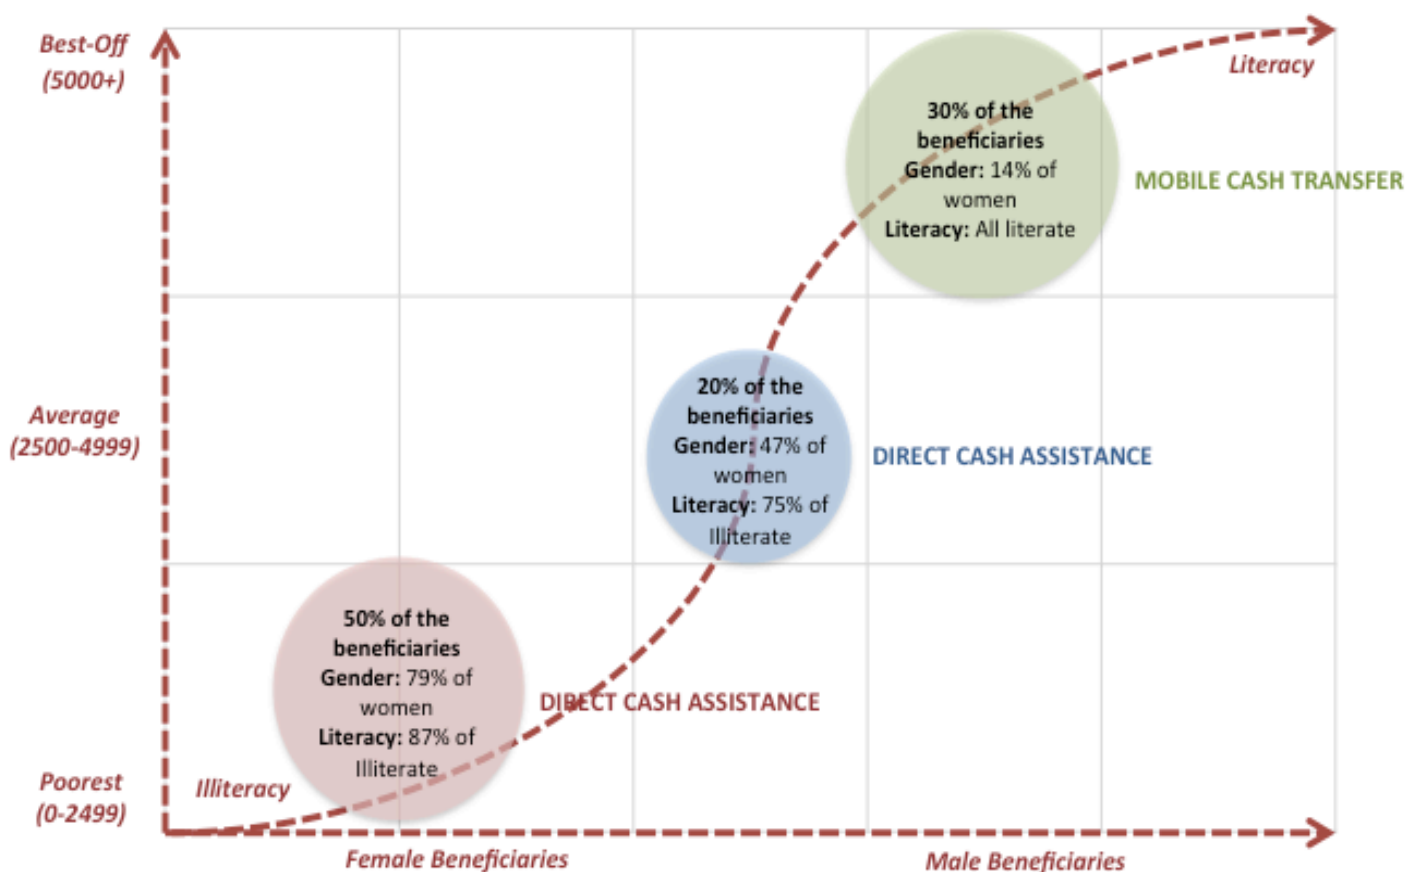 Best-Off
(5000+)
Literacy
30% of the
beneficiaries
Gender: 14% of
women
Literacy: All literate
MOBILE CASH TRANSFER
Average
(2500-4999)
20% of the
beneficiaries
Gender: 47% of
women
Literacy: 75% of
Illiterate
DIRECT CASH ASSISTANCE
50% of the
beneficiaries
Gender: 79% of
women
Literacy: 87% of
Illiterate
DIRECT CASH ASSISTANCE
Poorest
(0-2499)
Illiteracy
Female Beneficiaries
Male Beneficiaries